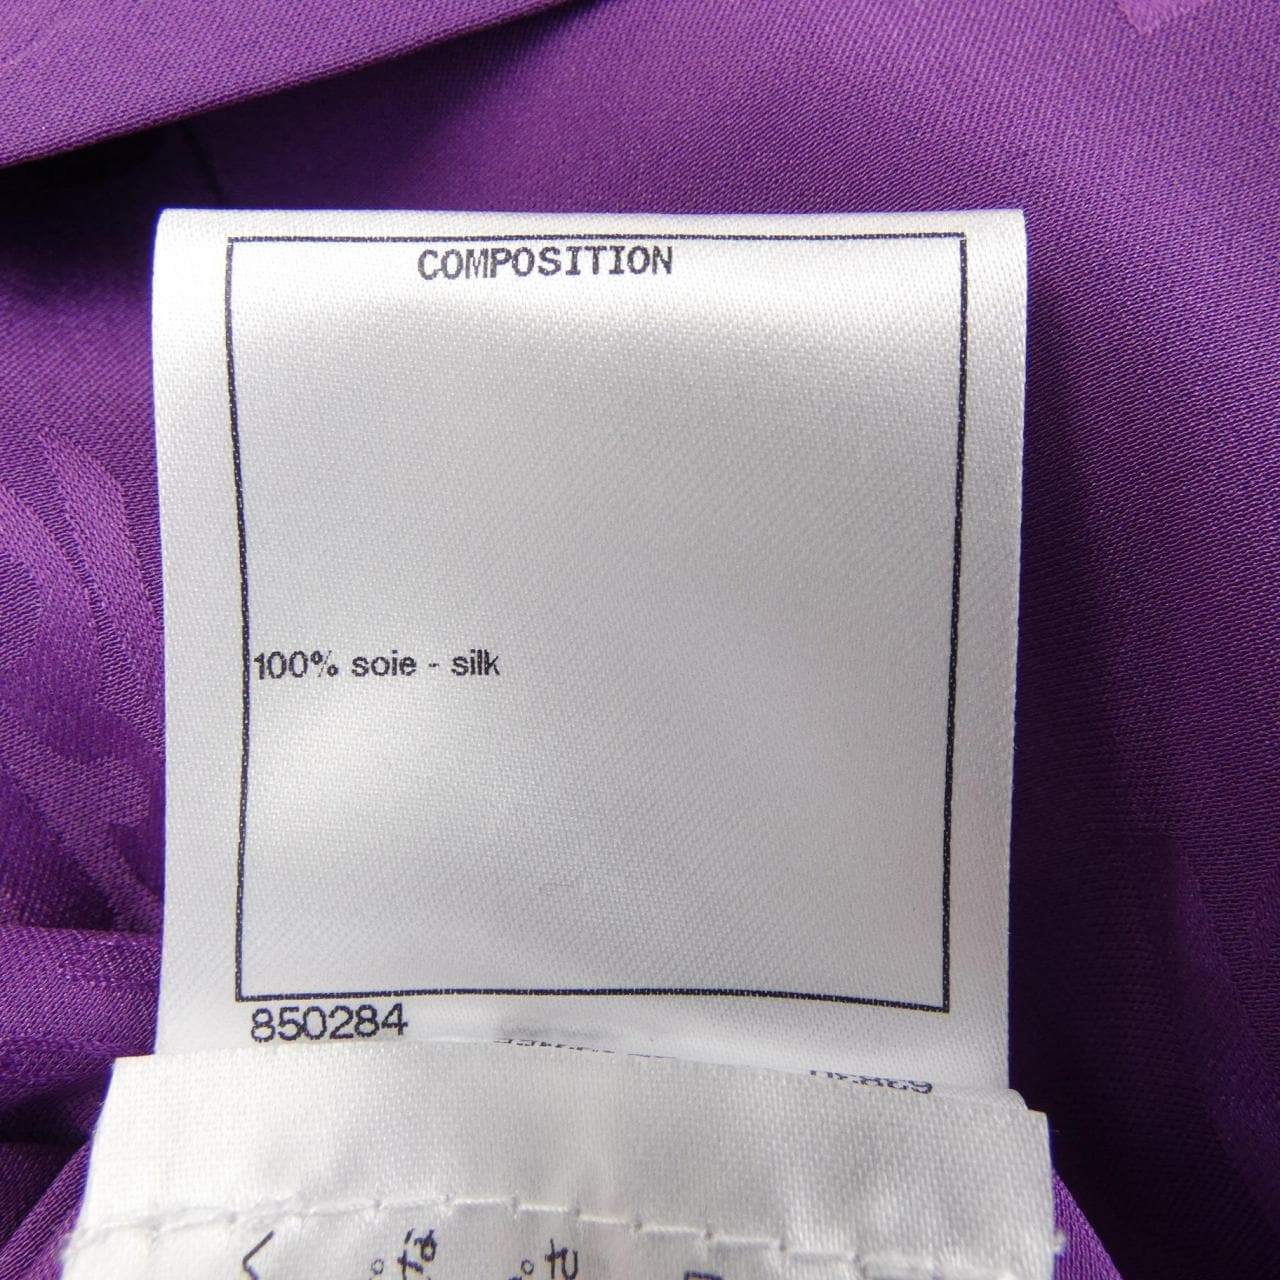 COMPOSITION
100% soie - silk
850284